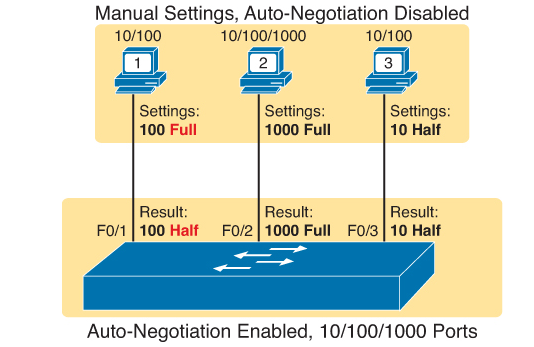 Manual Settings, Auto-Negotiation Disabled
10/100
10/100/1000
10/100
1
2
3
Settings:
100 Full
Settings:
1000 Full
Settings:
10 Half
F0/1
Result:
100 Half
F0/2
Result:
1000 Full
F0/3
Result:
10 Half
Auto-Negotiation Enabled, 10/100/1000 Ports